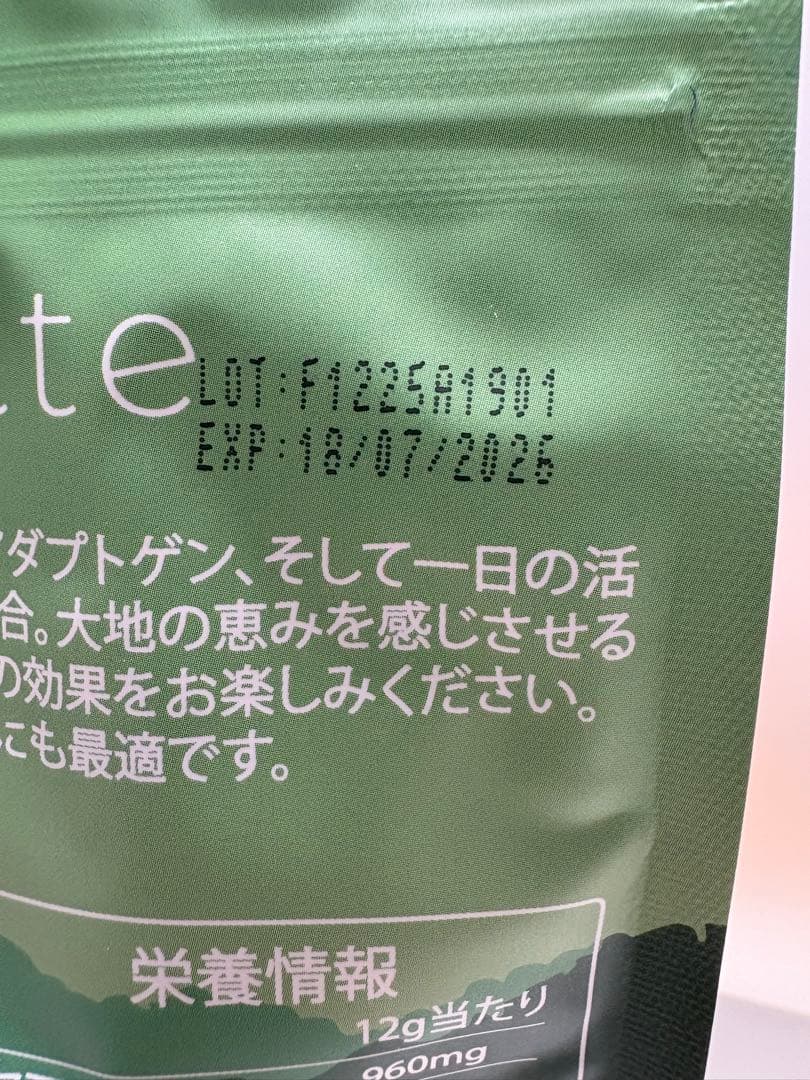 tte
LOT:F1225A1901
EXP:18/07/2026
ダプトゲン、そして一日の活
合。大地の恵みを感じさせる
の効果をお楽しみください。
にも最適です。
栄養情報
12g当たり
960mg